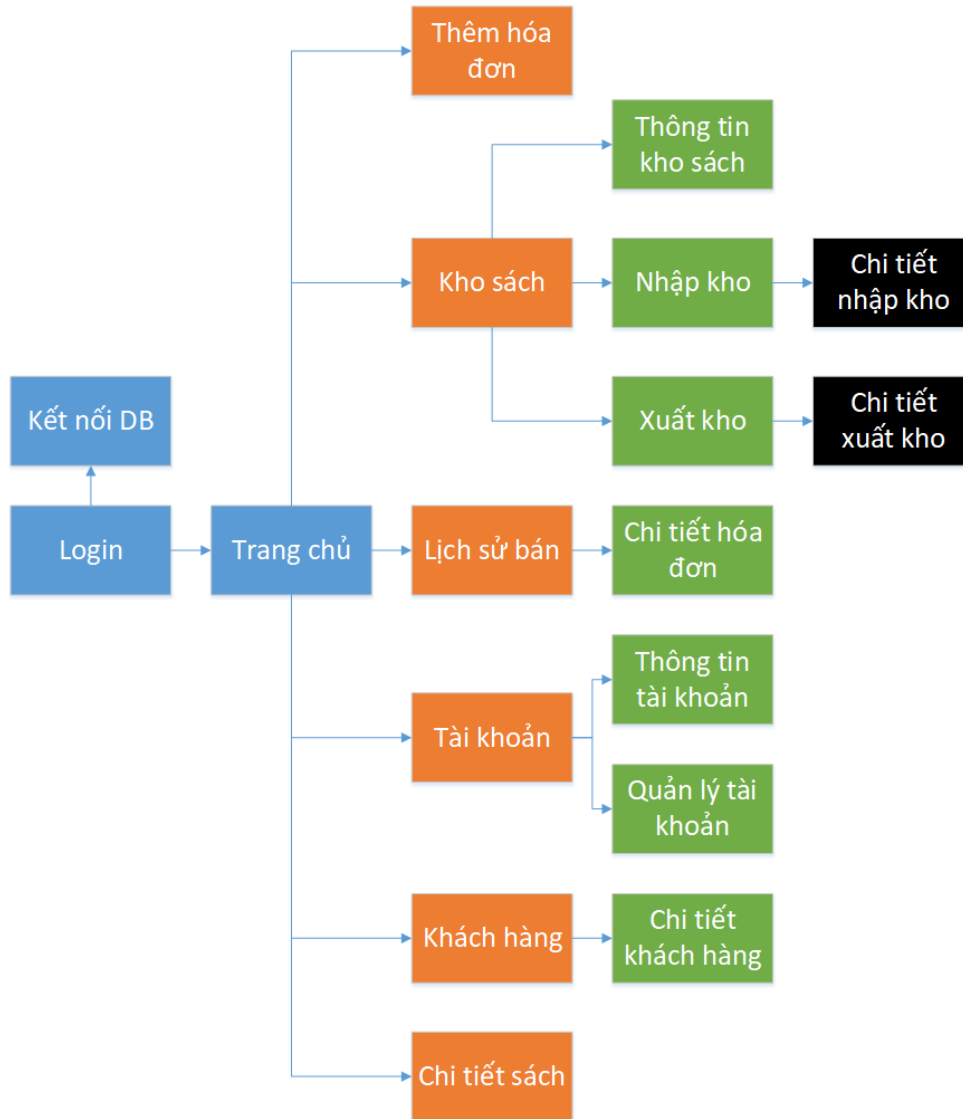 Thêm hóa
đơn
Thông tin
kho sách
Kho sách
Nhập kho
Chi tiết
nhập kho
Kết nối DB
Xuất kho
Chi tiết
xuất kho
Login
Trang chủ
Lịch sử bán
Chi tiết hóa
đơn
Thông tin
tài khoản
Tài khoản
Quản lý tài
khoản
Khách hàng
Chi tiết
khách hàng
Chi tiết sách